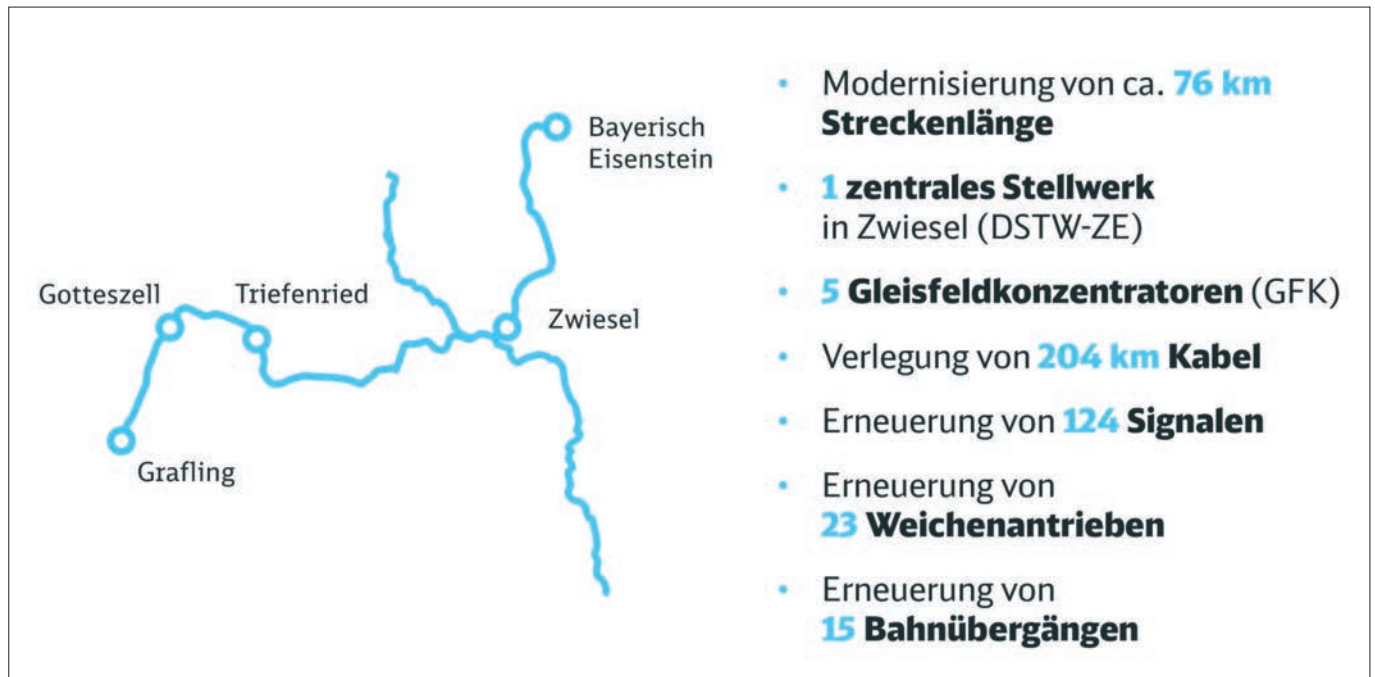 Bayerisch
Eisenstein
Gotteszell
Triefenried
Zwiesel
Grafling
• Modernisierung von ca. 76 km
Streckenlänge
• 1 zentrales Stellwerk
in Zwiesel (DSTW-ZE)
• 5 Gleisfeldkonzentratoren (GFK)
• Verlegung von 204 km Kabel
• Erneuerung von 124 Signalen
• Erneuerung von
23 Weichenantrieben
• Erneuerung von
15 Bahnübergängen